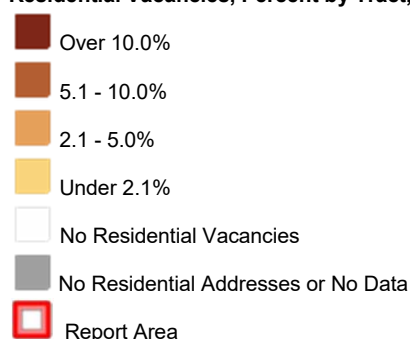 Residential Vacancies, Percent by Trust,
Over 10.0%
5.1 - 10.0%
2.1 - 5.0%
Under 2.1%
No Residential Vacancies
No Residential Addresses or No Data
Report Area